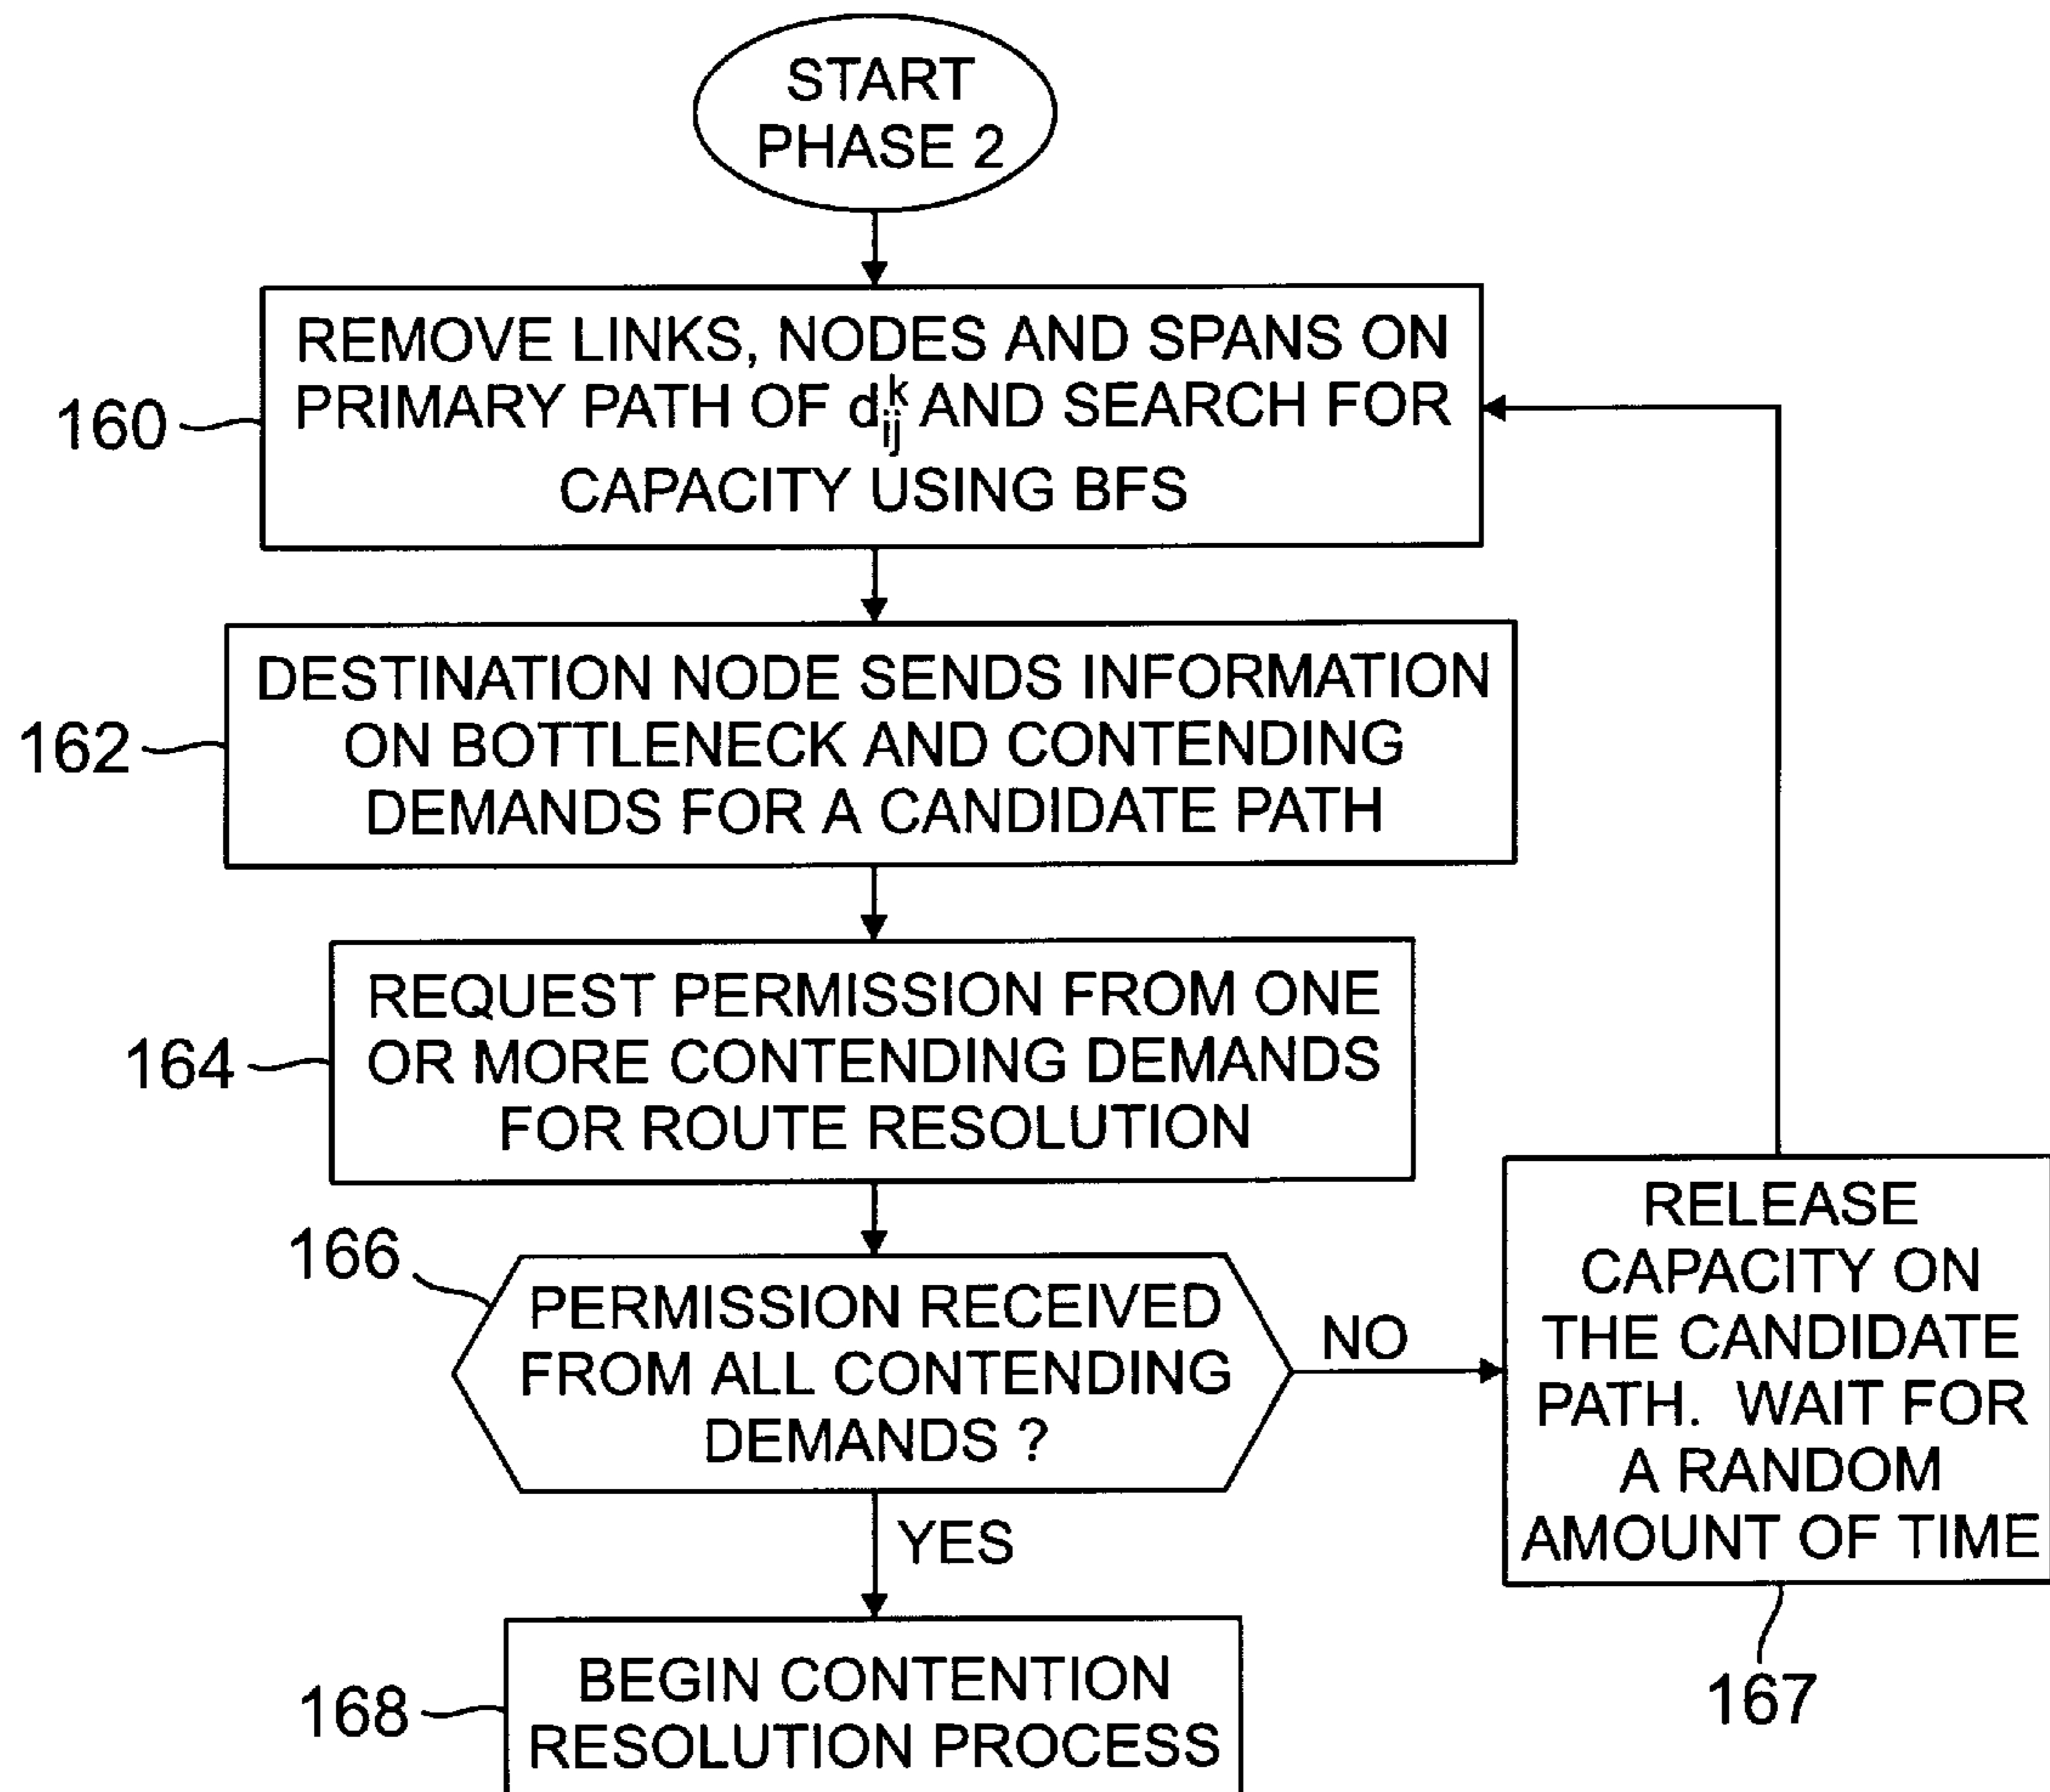 START
PHASE 2
160
REMOVE LINKS, NODES AND SPANS ON
PRIMARY PATH OF d_{ij}^{k} AND SEARCH FOR
CAPACITY USING BFS
162
DESTINATION NODE SENDS INFORMATION
ON BOTTLENECK AND CONTENDING
DEMANDS FOR A CANDIDATE PATH
164
REQUEST PERMISSION FROM ONE
OR MORE CONTENDING DEMANDS
FOR ROUTE RESOLUTION
166
PERMISSION RECEIVED
FROM ALL CONTENDING
DEMANDS ?
NO
RELEASE
CAPACITY ON
THE CANDIDATE
PATH. WAIT FOR
A RANDOM
AMOUNT OF TIME
167
YES
168
BEGIN CONTENTION
RESOLUTION PROCESS